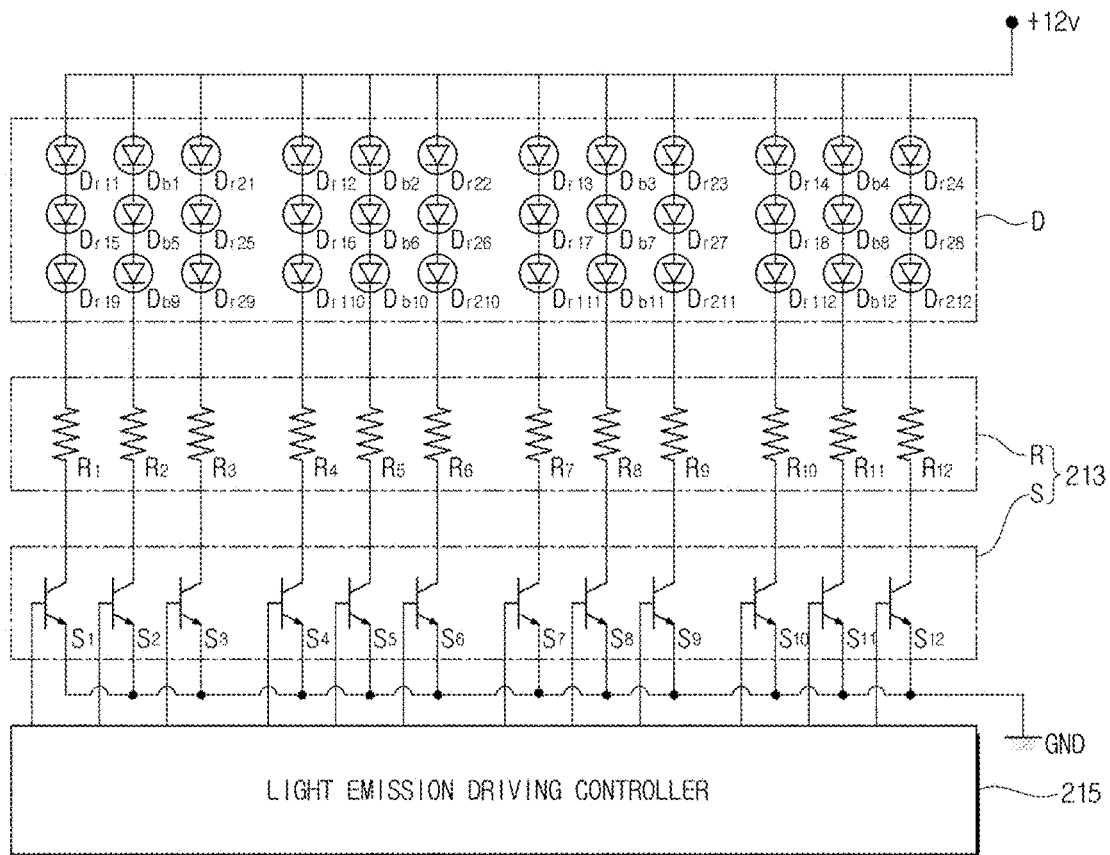 +12v
Dr11 Db1 Dr21 Dr12 Db2 Dr22 Dr13 Db3 Dr23 Dr14 Db4 Dr24
D
Dr15 Db5 Dr25 Dr16 Db6 Dr26 Dr17 Db7 Dr27 Dr18 Db8 Dr28
Dr19 Db9 Dr29 Dr110 Db10 Dr210 Dr111 Db11 Dr211 Dr112 Db12 Dr212
R1 R2 R3 R4 R5 R6 R7 R8 R9 R10 R11 R12
R
S
213
S1 S2 S3 S4 S5 S6 S7 S8 S9 S10 S11 S12
GND
LIGHT EMISSION DRIVING CONTROLLER
215